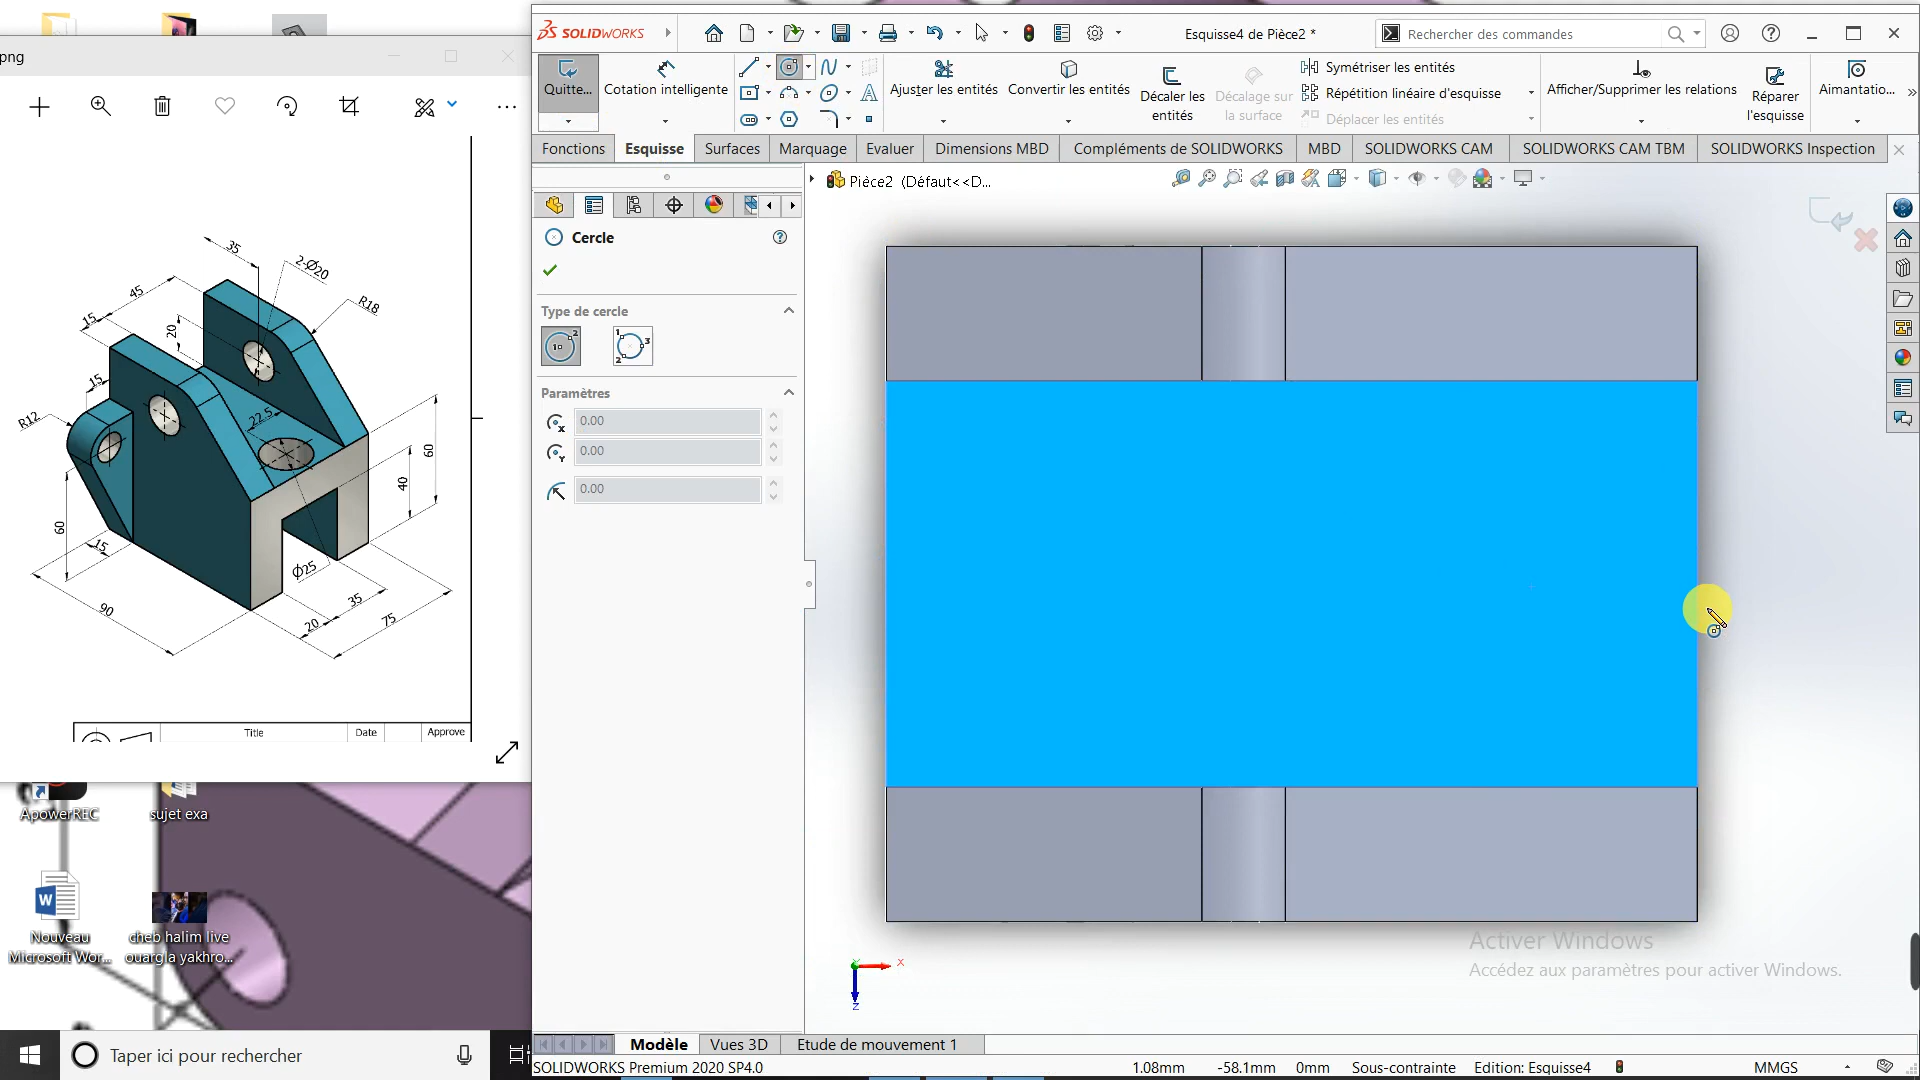 png
SOLIDWORKS
Esquisse4 de Pièce2 *
Rechercher des commandes
Quitte...
Cotation intelligente
Ajuster les entités
Convertir les entités
Décaler les entités
Décalage sur la surface
Symétriser les entités
Répétition linéaire d'esquisse
Déplacer les entités
Afficher/Supprimer les relations
Réparer l'esquisse
Aimantatio...
Fonctions
Esquisse
Surfaces
Marquage
Evaluer
Dimensions MBD
Compléments de SOLIDWORKS
MBD
SOLIDWORKS CAM
SOLIDWORKS CAM TBM
SOLIDWORKS Inspection
Pièce2 (Défaut<<D...
Cercle
Type de cercle
Paramètres
0.00
0.00
0.00
35
2-Ø20
45
R18
15
20
15
R12
22.5
60
40
60
15
Ø25
90
35
20
75
Title
Date
Approve
ApowerREC
sujet exa
Nouveau Microsoft Wor...
cheb halim live ouargla yakhro...
Activer Windows
Accédez aux paramètres pour activer Windows.
X
Z
Modèle
Vues 3D
Etude de mouvement 1
SOLIDWORKS Premium 2020 SP4.0
1.08mm
-58.1mm
0mm
Sous-contrainte
Edition: Esquisse4
MMGS
Taper ici pour rechercher